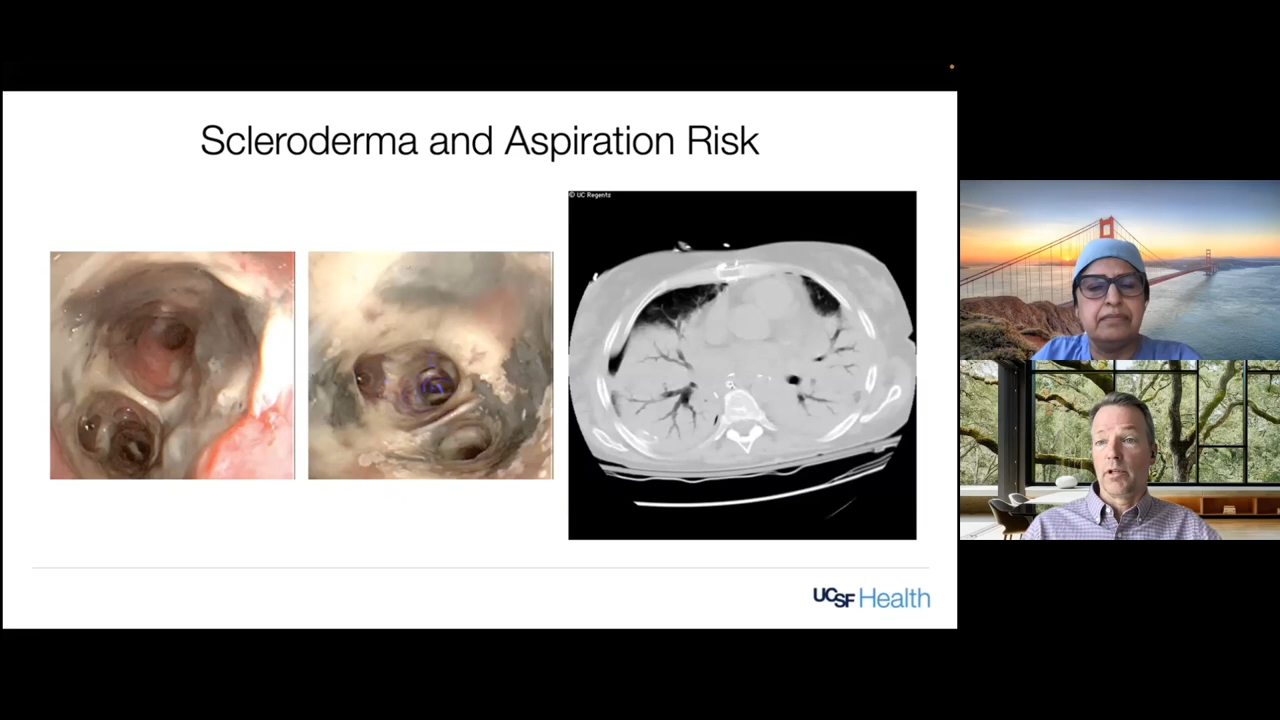 Scleroderma and Aspiration Risk
© UC Regents
UCSF Health